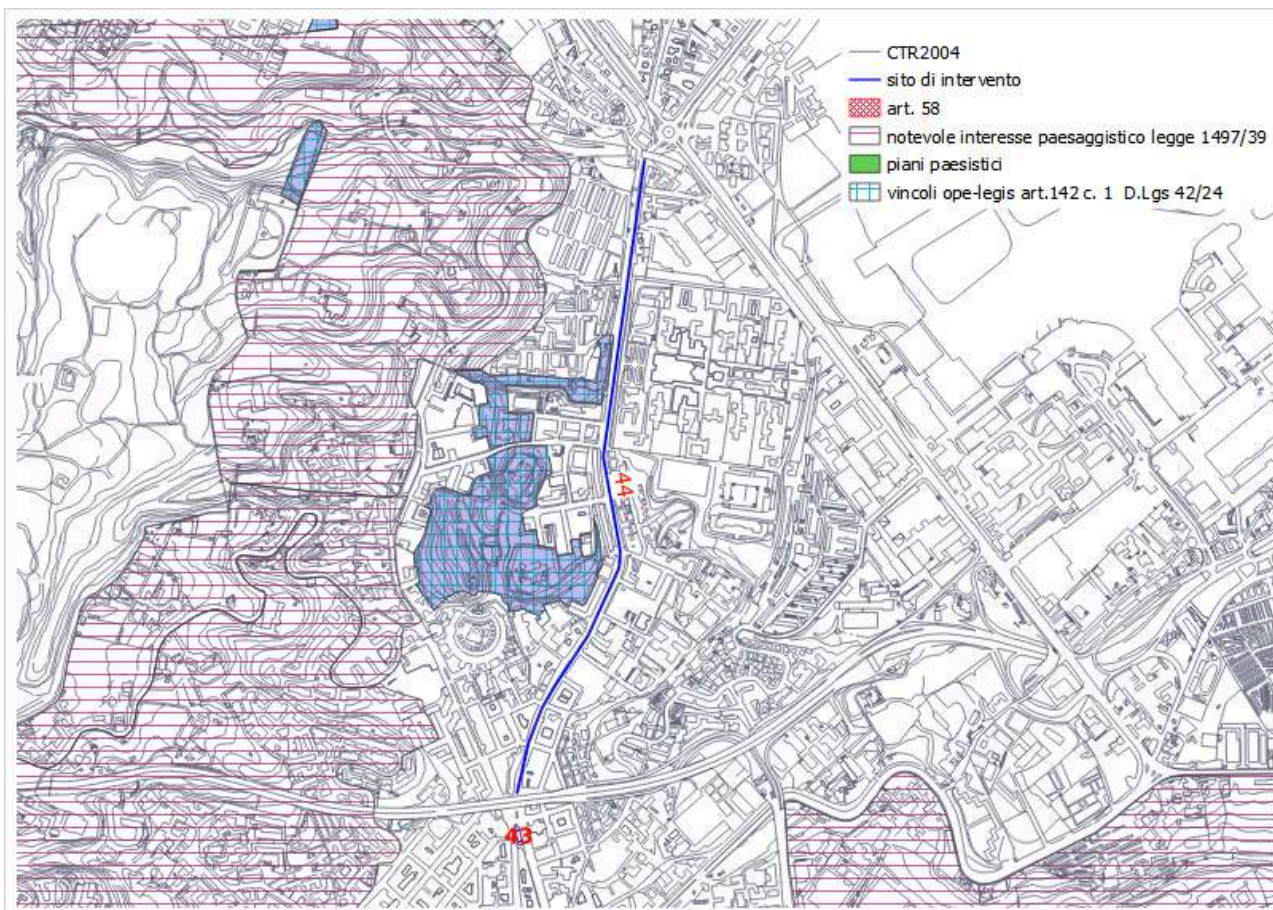 CTR2004
sito di intervento
art. 58
notevole interesse paesaggistico legge 1497/39
piani paesistici
vincoli ope-legis art.142 c. 1 D.Lgs 42/24
44
43